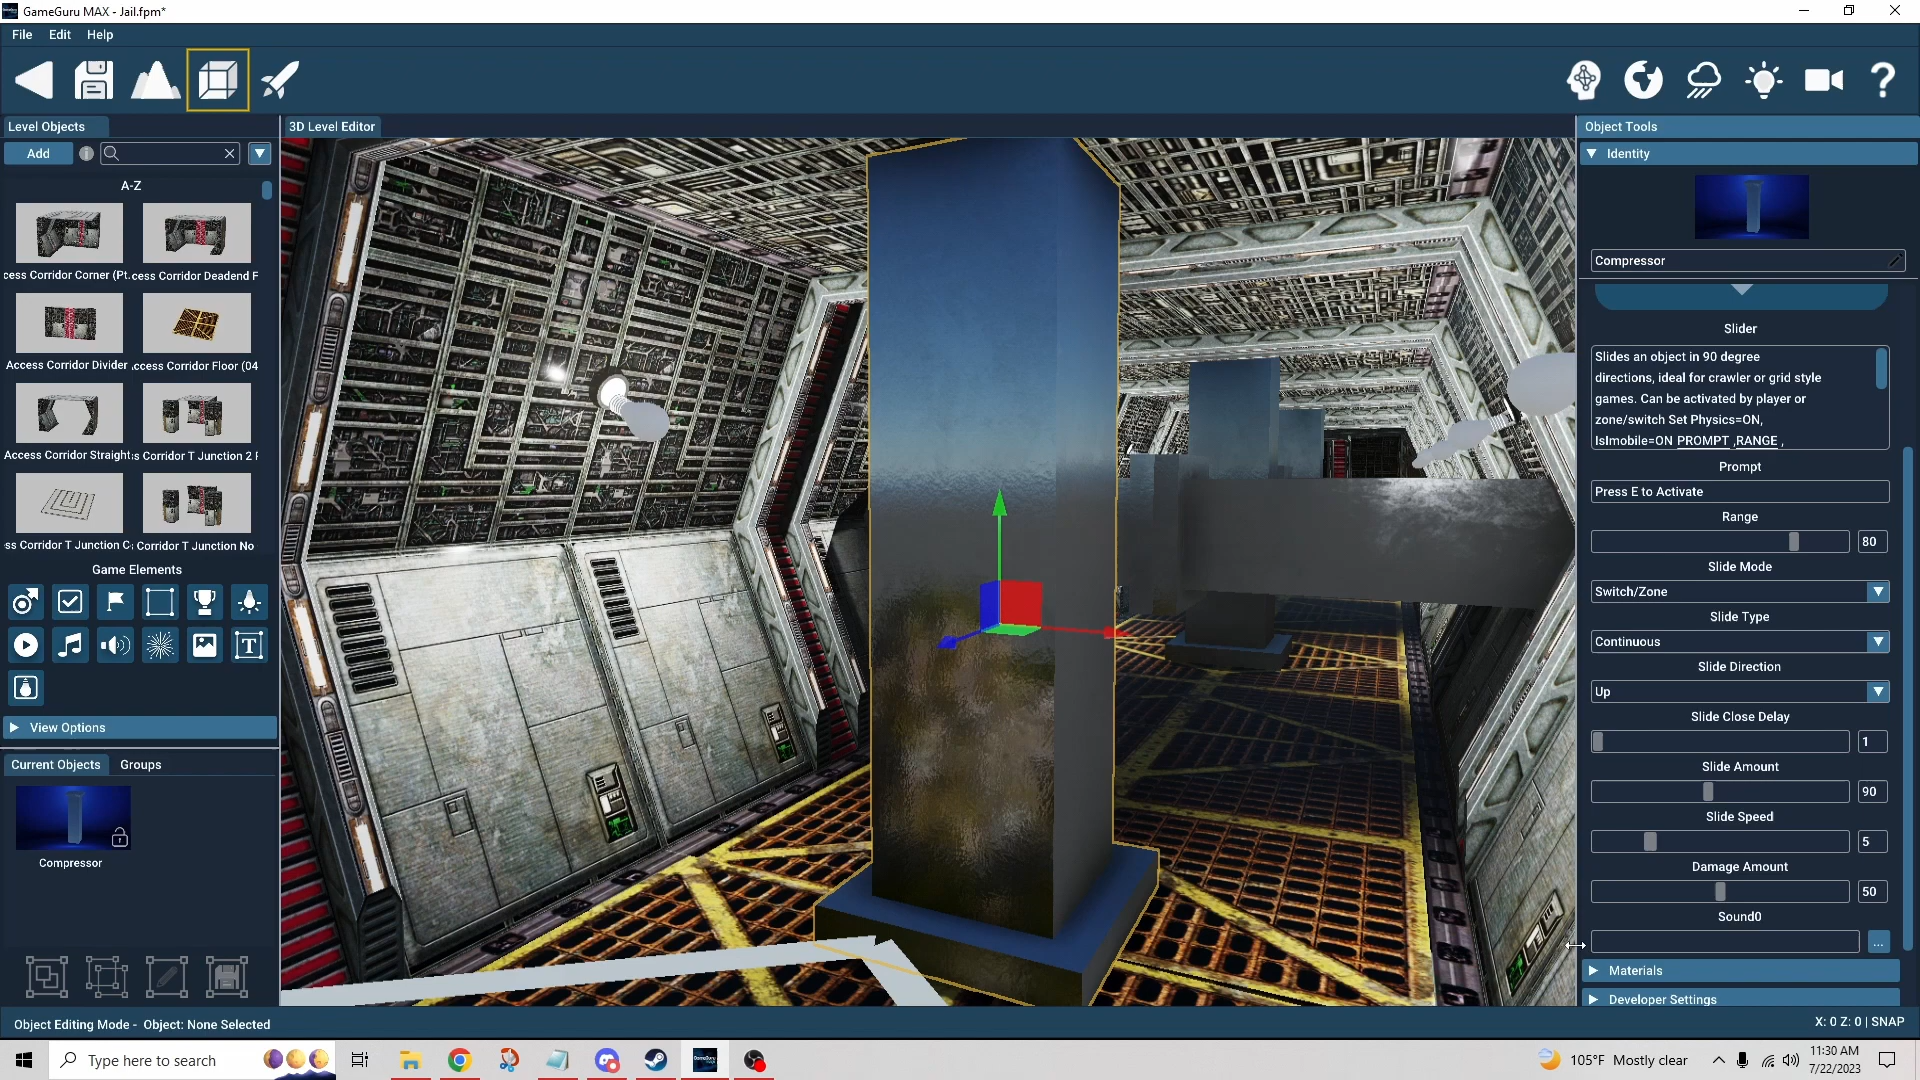 GameGuru MAX - Jail.fpm*
File Edit Help
Level Objects
3D Level Editor
Object Tools
Add
Identity
A-Z
cess Corridor Corner (Pt. cess Corridor Deadend F
Access Corridor Divider .ccess Corridor Floor (04
Access Corridor Straight :s Corridor T Junction 2 F
ss Corridor T Junction C: Corridor T Junction No
Game Elements
View Options
Current Objects Groups
Compressor
Compressor
Slider
Slides an object in 90 degree
directions, ideal for crawler or grid style
games. Can be activated by player or
zone/switch Set Physics=ON,
IsImobile=ON PROMPT ,RANGE ,
Prompt
Press E to Activate
Range
80
Slide Mode
Switch/Zone
Slide Type
Continuous
Slide Direction
Up
Slide Close Delay
1
Slide Amount
90
Slide Speed
5
Damage Amount
50
Sound0
...
Materials
Developer Settings
Object Editing Mode - Object: None Selected
X: 0 Z: 0 | SNAP
Type here to search
105°F Mostly clear
11:30 AM
7/22/2023